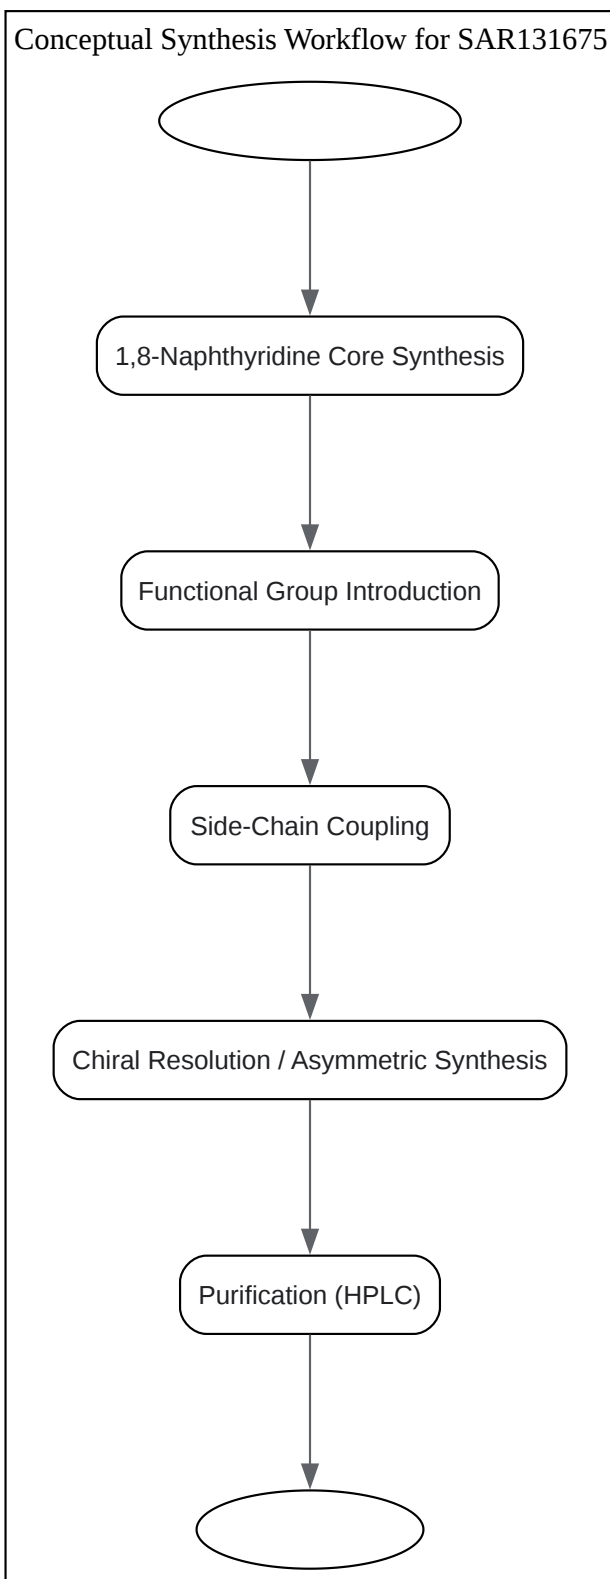 Conceptual Synthesis Workflow for SAR131675
1,8-Naphthyridine Core Synthesis
Functional Group Introduction
Side-Chain Coupling
Chiral Resolution / Asymmetric Synthesis
Purification (HPLC)